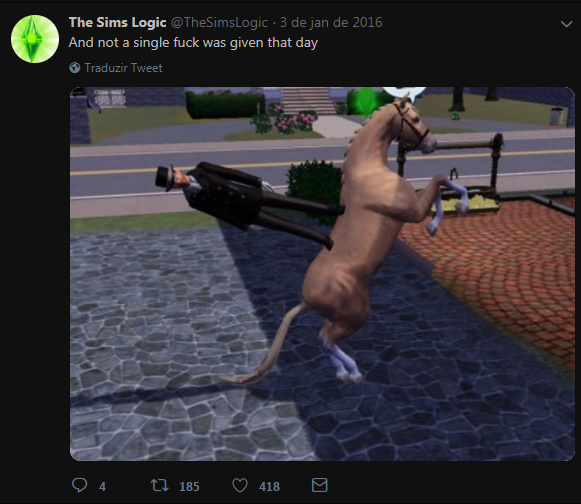 The Sims Logic @TheSimsLogic · 3 de jan de 2016
And not a single fuck was given that day
Traduzir Tweet
4 185 418